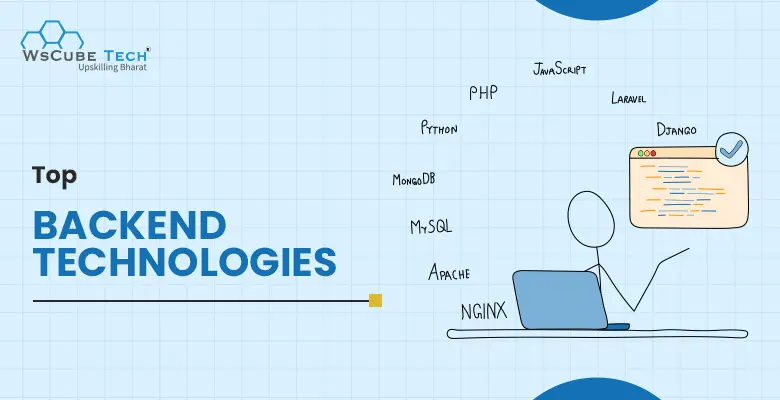 WsCube Tech
Upskilling Bharat
Top
BACKEND
TECHNOLOGIES
JavaScript
PHP
Laravel
Python
Django
MongoDB
MySQL
Apache
NGINX